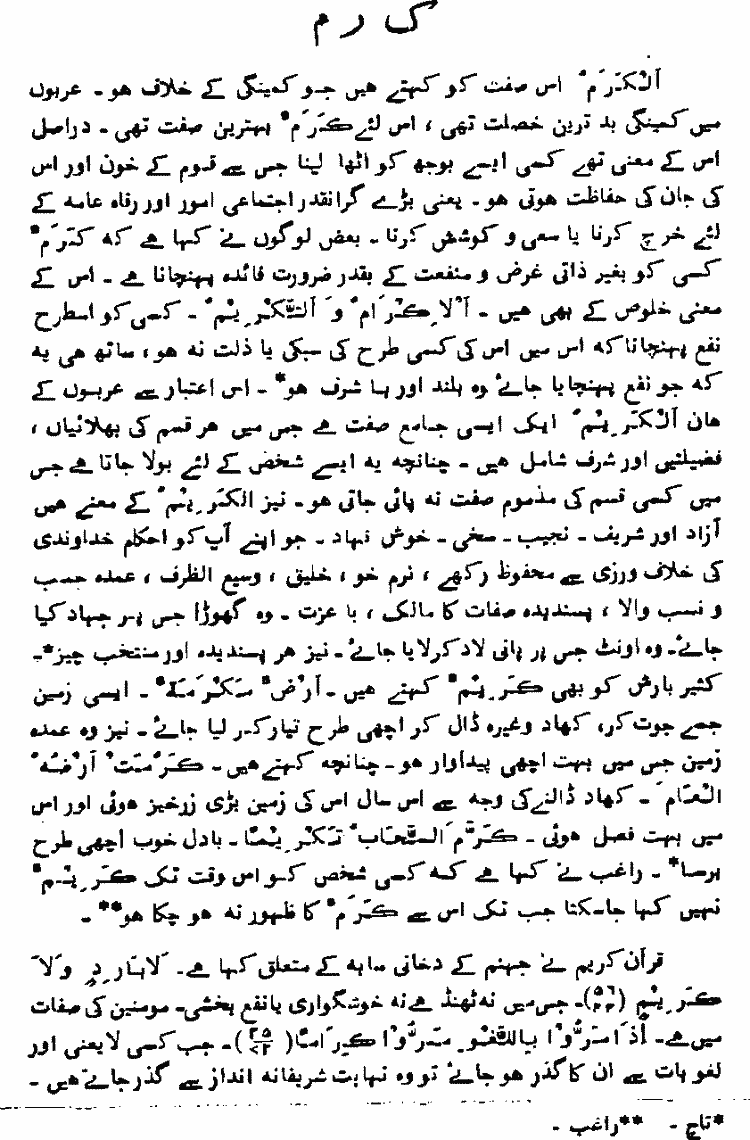 ک ر م
اَلْکَرَمُ اس صفت کو کہتے ہیں جو کمینگی کے خلاف ہو ۔ عربوں
میں کمینگی بد ترین خصلت تھی ، اس لئے کَرَمٌ بہترین صفت تھی ۔ دراصل
اس کے معنی تھے کسی ایسے بوجھ کو اٹھا لینا جس سے قوم کے خون اور اس
کی جان کی حفاظت ہوتی ہو ۔ یعنی بڑے گرانقدر اجتماعی امور اور رفاہ عامہ کے
لئے خرچ کرنا یا سعی و کوشش کرنا ۔ بعض لوگوں نے کہا ہے کہ کَرَمٌ
کسی کو بغیر ذاتی غرض و منفعت کے بقدر ضرورت فائدہ پہنچانا ہے ۔ اس کے
معنی خلوص کے بھی ہیں ۔ اَلْاِکْرَامُ وَ اَلتَّکْرِیْمُ ۔ کسی کو اسطرح
نفع پہنچانا کہ اس میں اس کی کسی طرح کی سبکی یا ذلت نہ ہو ، ساتھ ہی یہ
کہ جو نفع پہنچایا جائے وہ بلند اور با شرف ہو* ۔ اس اعتبار سے عربوں کے
ہاں اَلْکَرِیْمُ ایک ایسی جامع صفت ہے جس میں ہر قسم کی بھلائیاں ،
فضیلتیں اور شرف شامل ہیں ۔ چنانچہ یہ ایسے شخص کے لئے بولا جاتا ہے جس
میں کسی قسم کی مذموم صفت نہ پائی جاتی ہو ۔ نیز الکَرِیْمُ کے معنے ہیں
آزاد اور شریف ۔ نجیب ۔ سخی ۔ خوش نہاد ۔ جو اپنے آپ کو احکام خداوندی
کی خلاف ورزی سے محفوظ رکھے ، نرم خو ، خلیق ، وسیع الظرف ، عمدہ حسب
و نسب والا ، پسندیدہ صفات کا مالک ، با عزت ۔ وہ گھوڑا جس پر جہاد کیا
جائے ۔ وہ اونٹ جس پر پانی لاد کر لایا جائے ۔ نیز ہر پسندیدہ اور منتخب چیز* ۔
کثیر بارش کو بھی کَرِیْمٌ کہتے ہیں ۔ اَرْضٌ مَکْرَمَۃٌ ۔ ایسی زمین
جسے جوت کر، کھاد وغیرہ ڈال کر اچھی طرح تیار کر لیا جائے ۔ نیز وہ عمدہ
زمین جس میں بہت اچھی پیداوار ہو ۔ چنانچہ کہتے ہیں ۔ کَرُمَتْ اَرْضُہُ
الْعَامَ ۔ کھاد ڈالنے کی وجہ سے اس سال اس کی زمین بڑی زرخیز ہوئی اور اس
میں بہت فصل ہوئی ۔ کَرَّمَ السَّحَابُ تَکْرِیْمًا ۔ بادل خوب اچھی طرح
برسا* ۔ راغب نے کہا ہے کہ کسی شخص کو اس وقت تک کَرِیْمٌ
نہیں کہا جا سکتا جب تک اس سے کَرَمٌ کا ظہور نہ ہو چکا ہو** ۔
قرآن کریم نے جہنم کے دخانی سایہ کے متعلق کہا ہے ۔ لَا بَارِدٍ وَلَا
کَرِیْمٍ (۵۶/۴۴) ۔ جس میں نہ ٹھنڈ ہے نہ خوشگواری یا نفع بخشی ۔ مومنین کی صفات
میں ہے ۔ اِذَا مَرُّوْا بِاللَّغْوِ مَرُّوْا کِرَامًا (۲۵/۷۲) ۔ جب کسی لا یعنی اور
لغو بات سے ان کا گذر ہو جائے تو وہ نہایت شریفانہ انداز سے گذر جاتے ہیں ۔
*تاج ۔ **راغب ۔